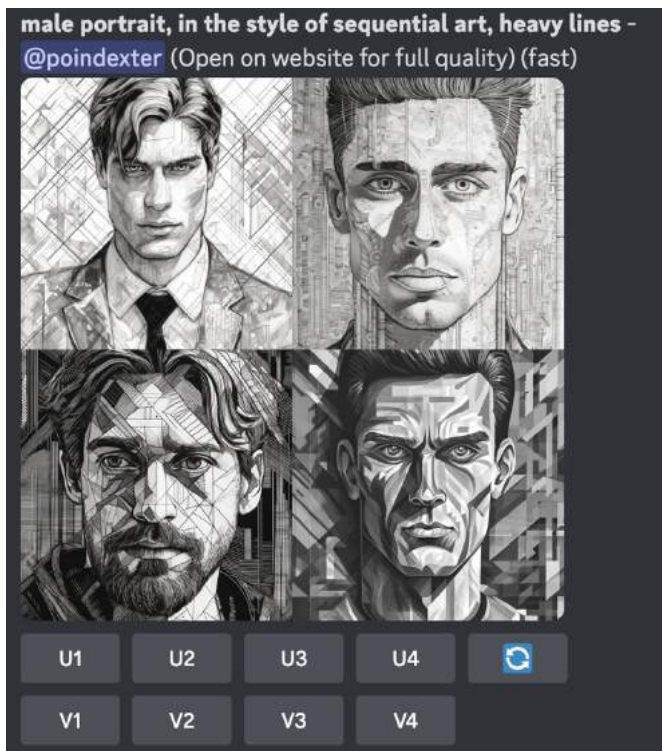 male portrait, in the style of sequential art, heavy lines -
@poindexter (Open on website for full quality) (fast)
U1 U2 U3 U4
V1 V2 V3 V4